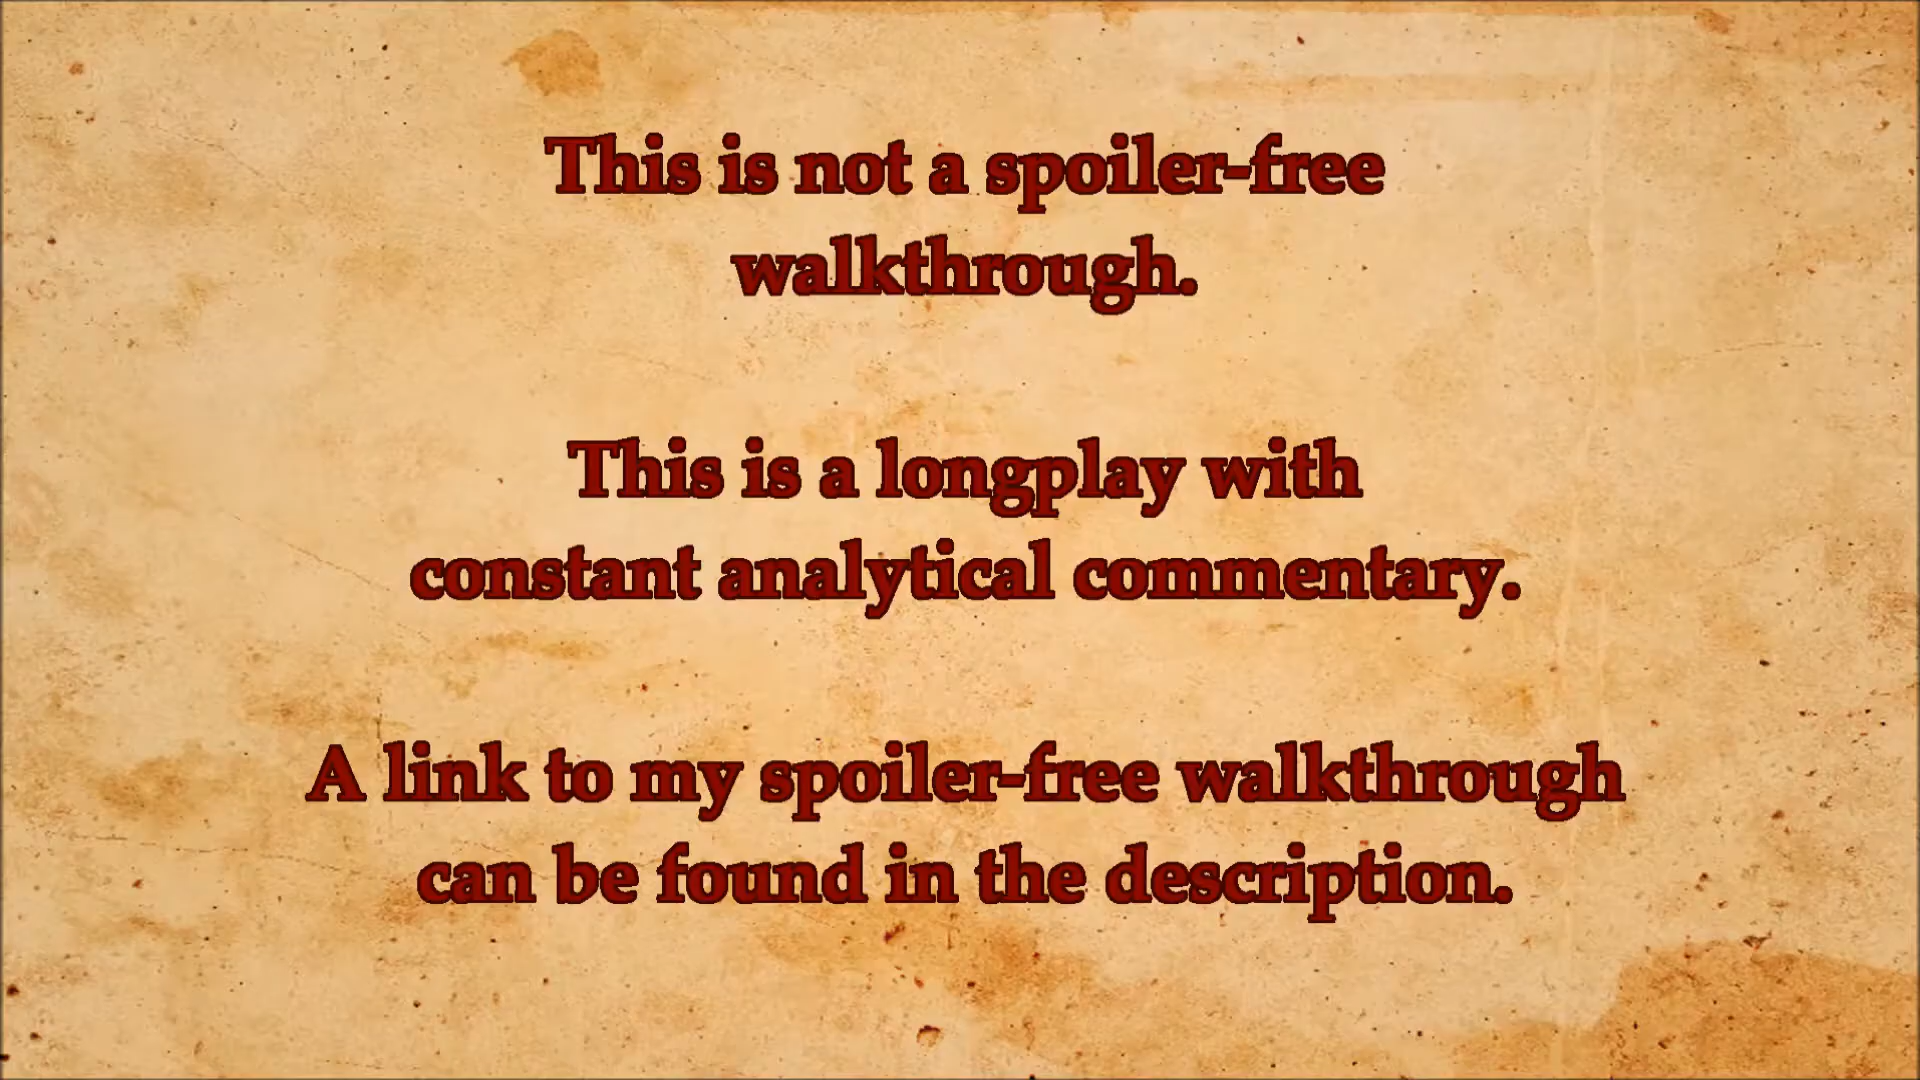 This is not a spoiler-free
walkthrough.
This is a longplay with
constant analytical commentary.
A link to my spoiler-free walkthrough
can be found in the description.